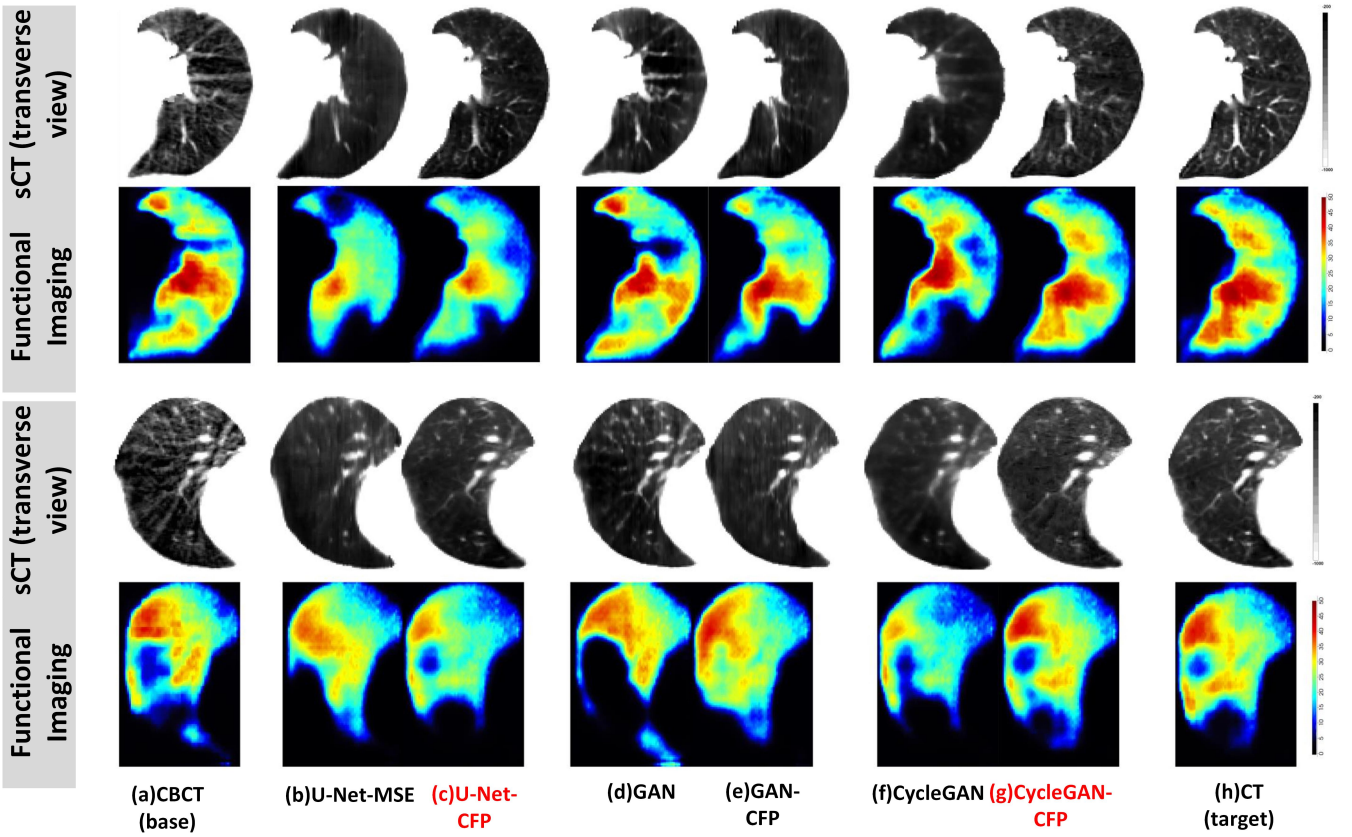 sCT (transverse
view)
-200
-1000
Functional
Imaging
50
45
40
35
30
25
20
15
10
5
0
sCT (transverse
view)
-200
-1000
Functional
Imaging
50
45
40
35
30
25
20
15
10
5
0
(a)CBCT
(base)
(b)U-Net-MSE
(c)U-Net-
CFP
(d)GAN
(e)GAN-
CFP
(f)CycleGAN
(g)CycleGAN-
CFP
(h)CT
(target)